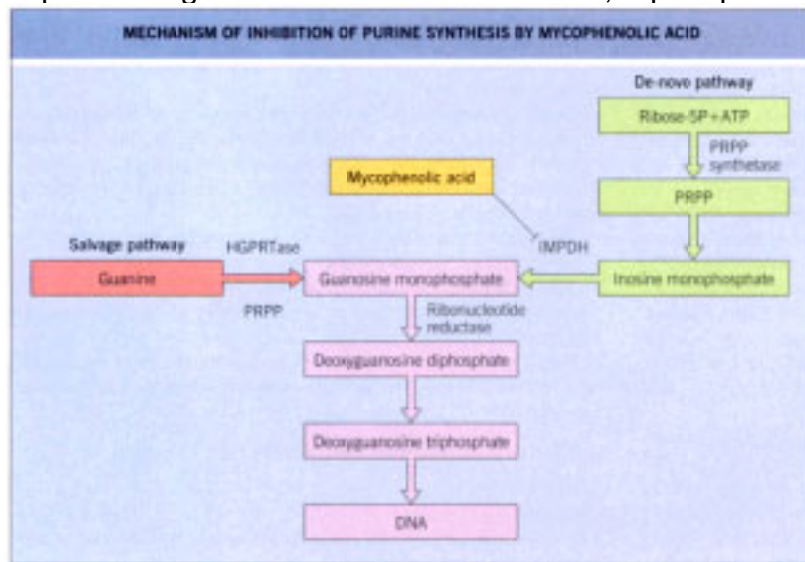 MECHANISM OF INHIBITION OF PURINE SYNTHESIS BY MYCOPHENOLIC ACID
De-novo pathway
Ribose-5P+ATP
PRPP
synthetase
Mycophenolic acid
PRPP
Salvage pathway
HGPRTase
IMPDH
Guanine
Guanosine monophosphate
Inosine monophosphate
PRPP
Ribonucleotide
reductase
Deoxyguanosine diphosphate
Deoxyguanosine triphosphate
DNA